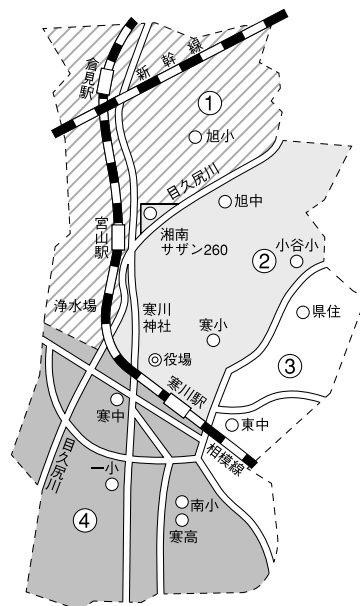 倉見駅
新幹線
①
旭小
目久尻川
旭中
宮山駅
湘南
サザン260
②
小谷小
浄水場
寒川
神社
県住
寒小
役場
③
寒川駅
寒中
東中
相模線
目久尻川
一小
④
南小
寒高